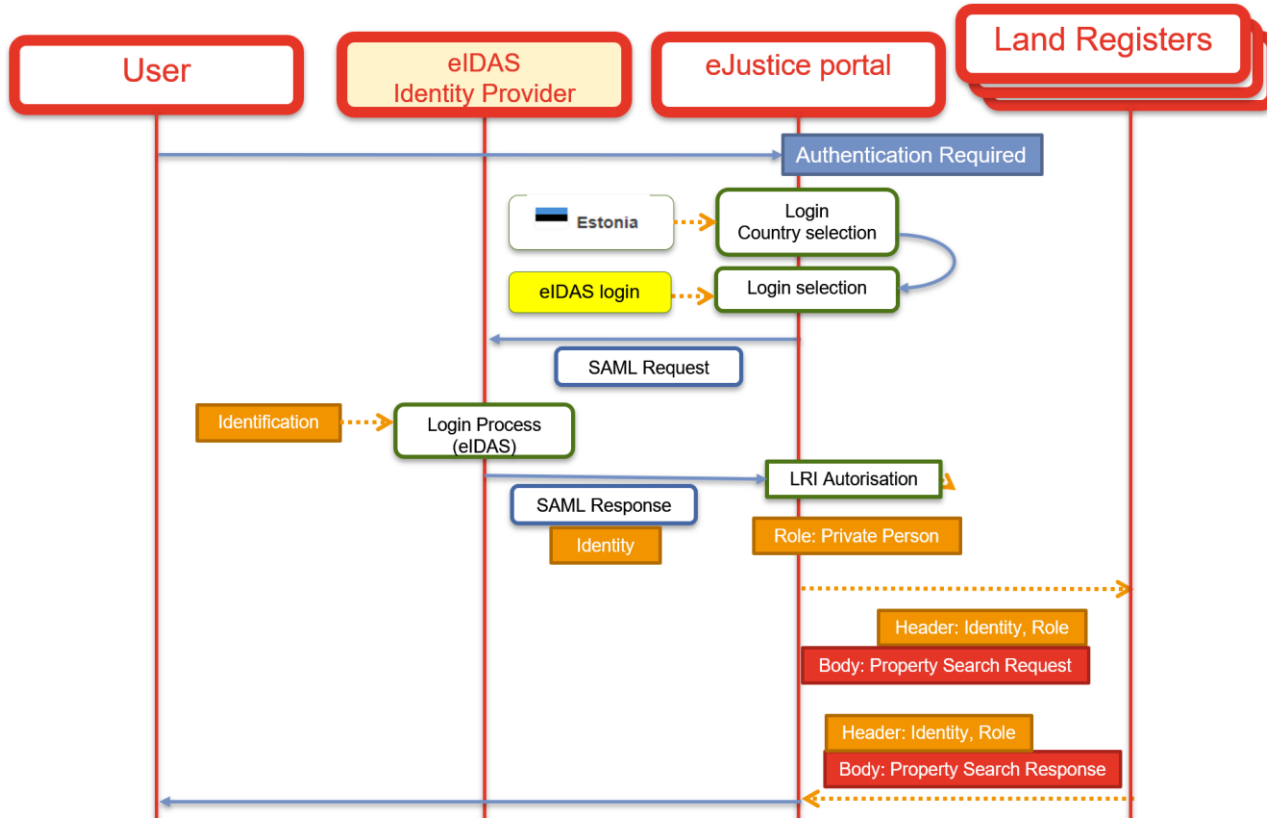 User
eIDAS
Identity Provider
eJustice portal
Land Registers
Authentication Required
Estonia
Login
Country selection
eIDAS login
Login selection
SAML Request
Identification
Login Process
(eIDAS)
LRI Autorisation
SAML Response
Identity
Role: Private Person
Header: Identity, Role
Body: Property Search Request
Header: Identity, Role
Body: Property Search Response